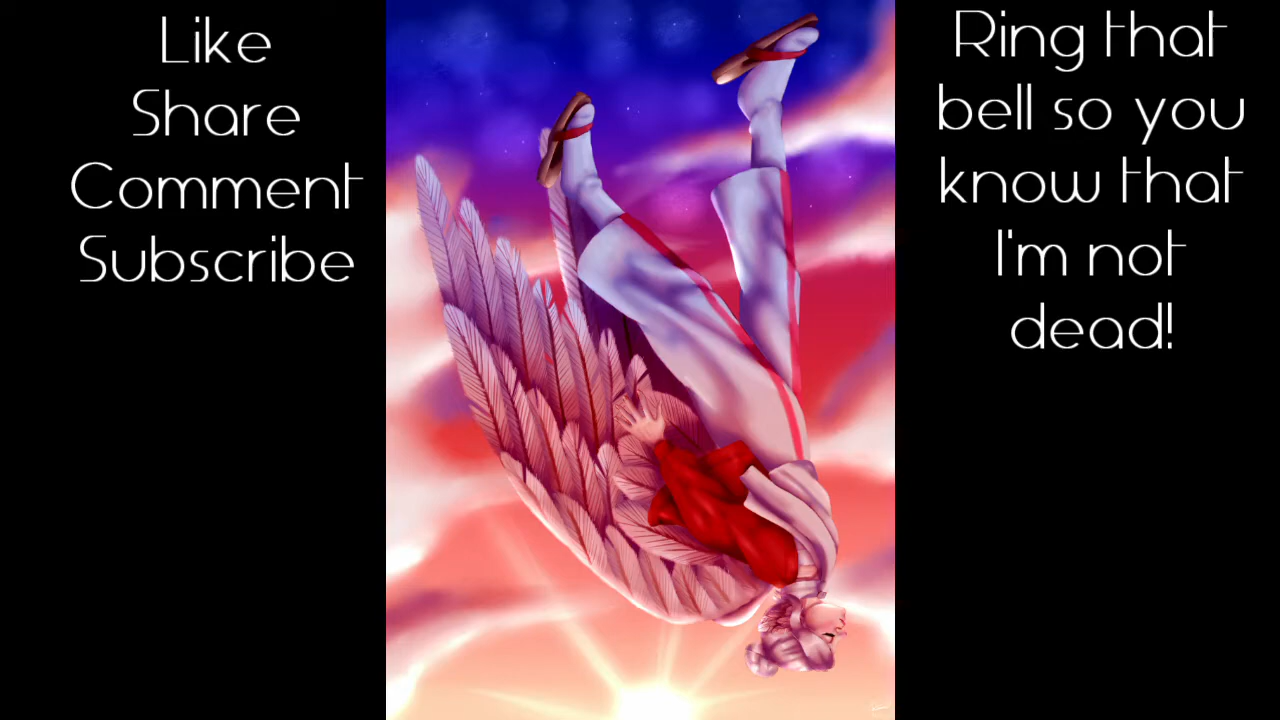 Like
Share
Comment
Subscribe
Ring that
bell so you
know that
I'm not
dead!